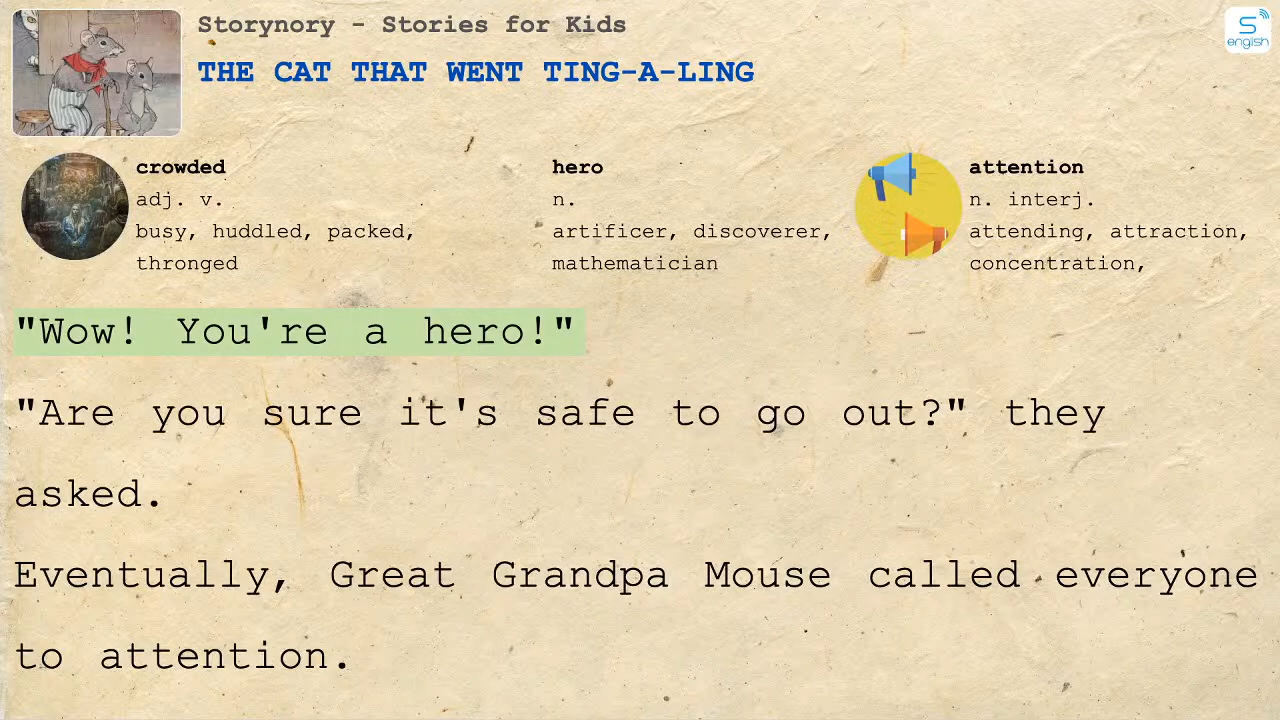 Storynory - Stories for Kids
THE CAT THAT WENT TING-A-LING
S
english
crowded
adj. v.
busy, huddled, packed,
thronged
hero
n.
artificer, discoverer,
mathematician
attention
n. interj.
attending, attraction,
concentration,
"Wow! You're a hero!"
"Are you sure it's safe to go out?" they
asked.
Eventually, Great Grandpa Mouse called everyone
to attention.